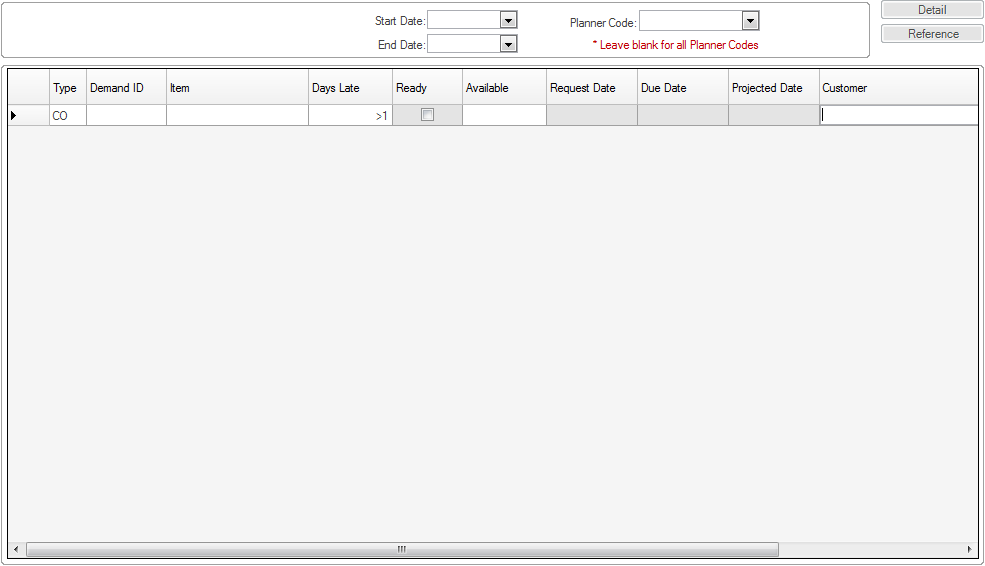 Start Date: Planner Code: Detail
End Date: * Leave blank for all Planner Codes Reference
Type Demand ID Item Days Late Ready Available Request Date Due Date Projected Date Customer
CO >1